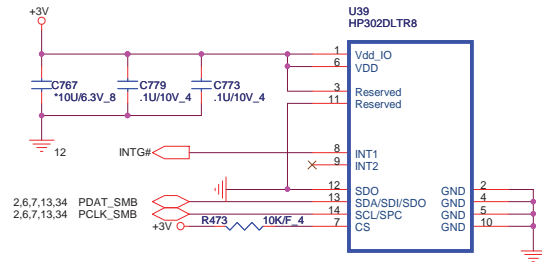 +3V
U39
HP302DLTR8
C767
*10U/6.3V_8
C779
.1U/10V_4
C773
.1U/10V_4
1 Vdd_IO
6 VDD
3 Reserved
11 Reserved
12
INTG#
8 INT1
9 INT2
12 SDO GND 2
2,6,7,13,34 PDAT_SMB 13 SDA/SDI/SDO GND 4
2,6,7,13,34 PCLK_SMB 14 SCL/SPC GND 5
+3V R473 10K/F_4 7 CS GND 10